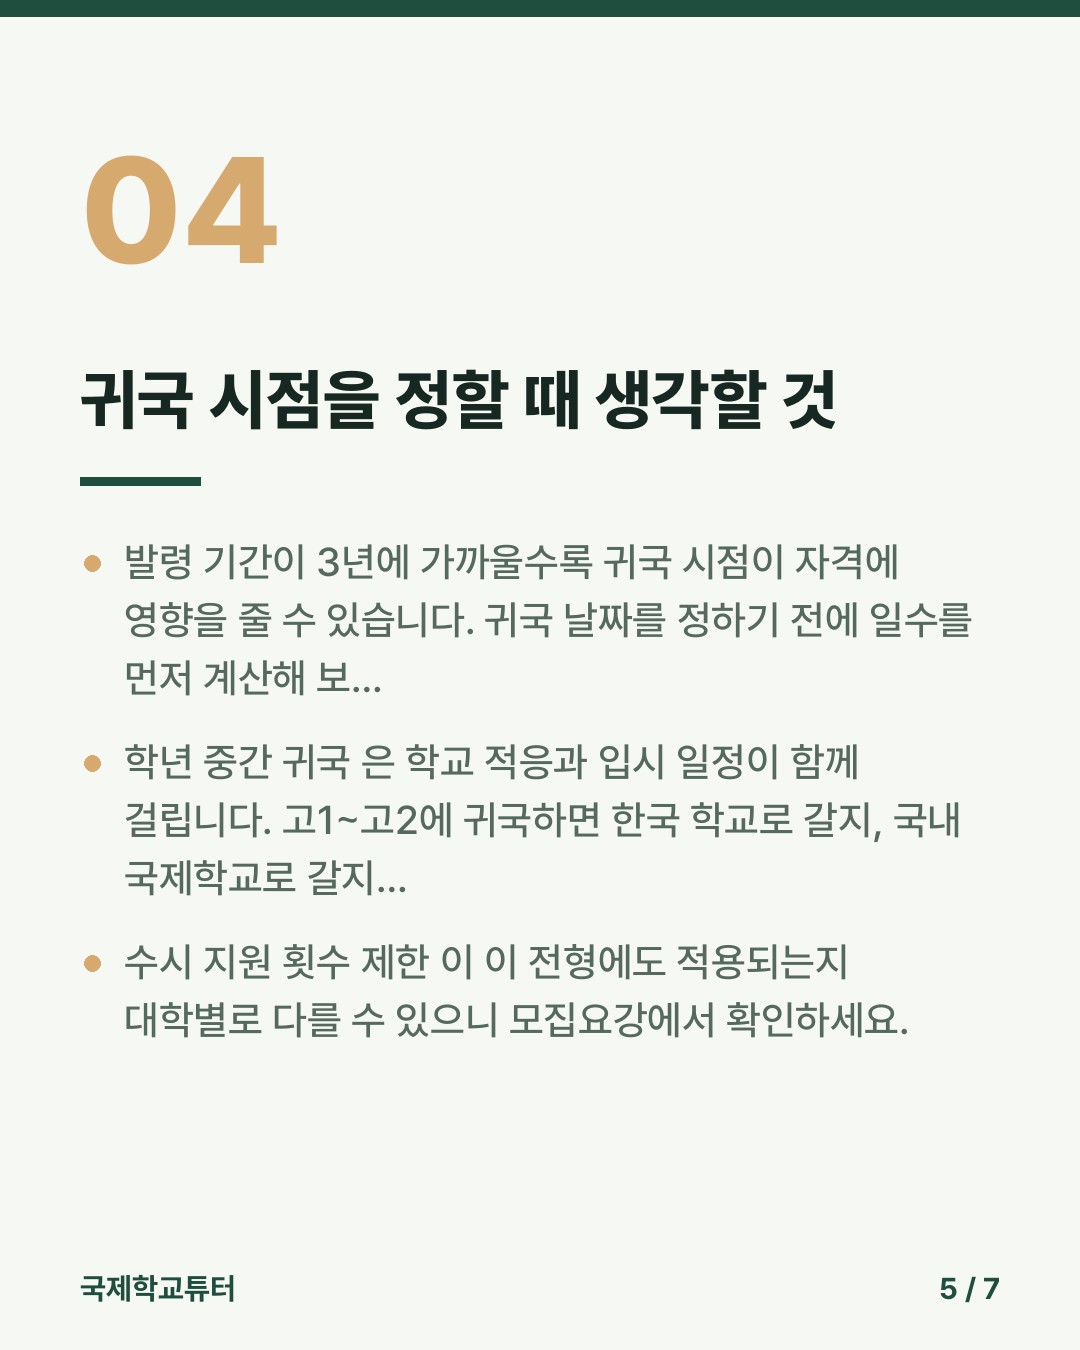 04
귀국 시점을 정할 때 생각할 것
발령 기간이 3년에 가까울수록 귀국 시점이 자격에
영향을 줄 수 있습니다. 귀국 날짜를 정하기 전에 일수를
먼저 계산해 보...
학년 중간 귀국 은 학교 적응과 입시 일정이 함께
걸립니다. 고1~고2에 귀국하면 한국 학교로 갈지, 국내
국제학교로 갈지...
수시 지원 횟수 제한 이 이 전형에도 적용되는지
대학별로 다를 수 있으니 모집요강에서 확인하세요.
국제학교튜터
5 / 7